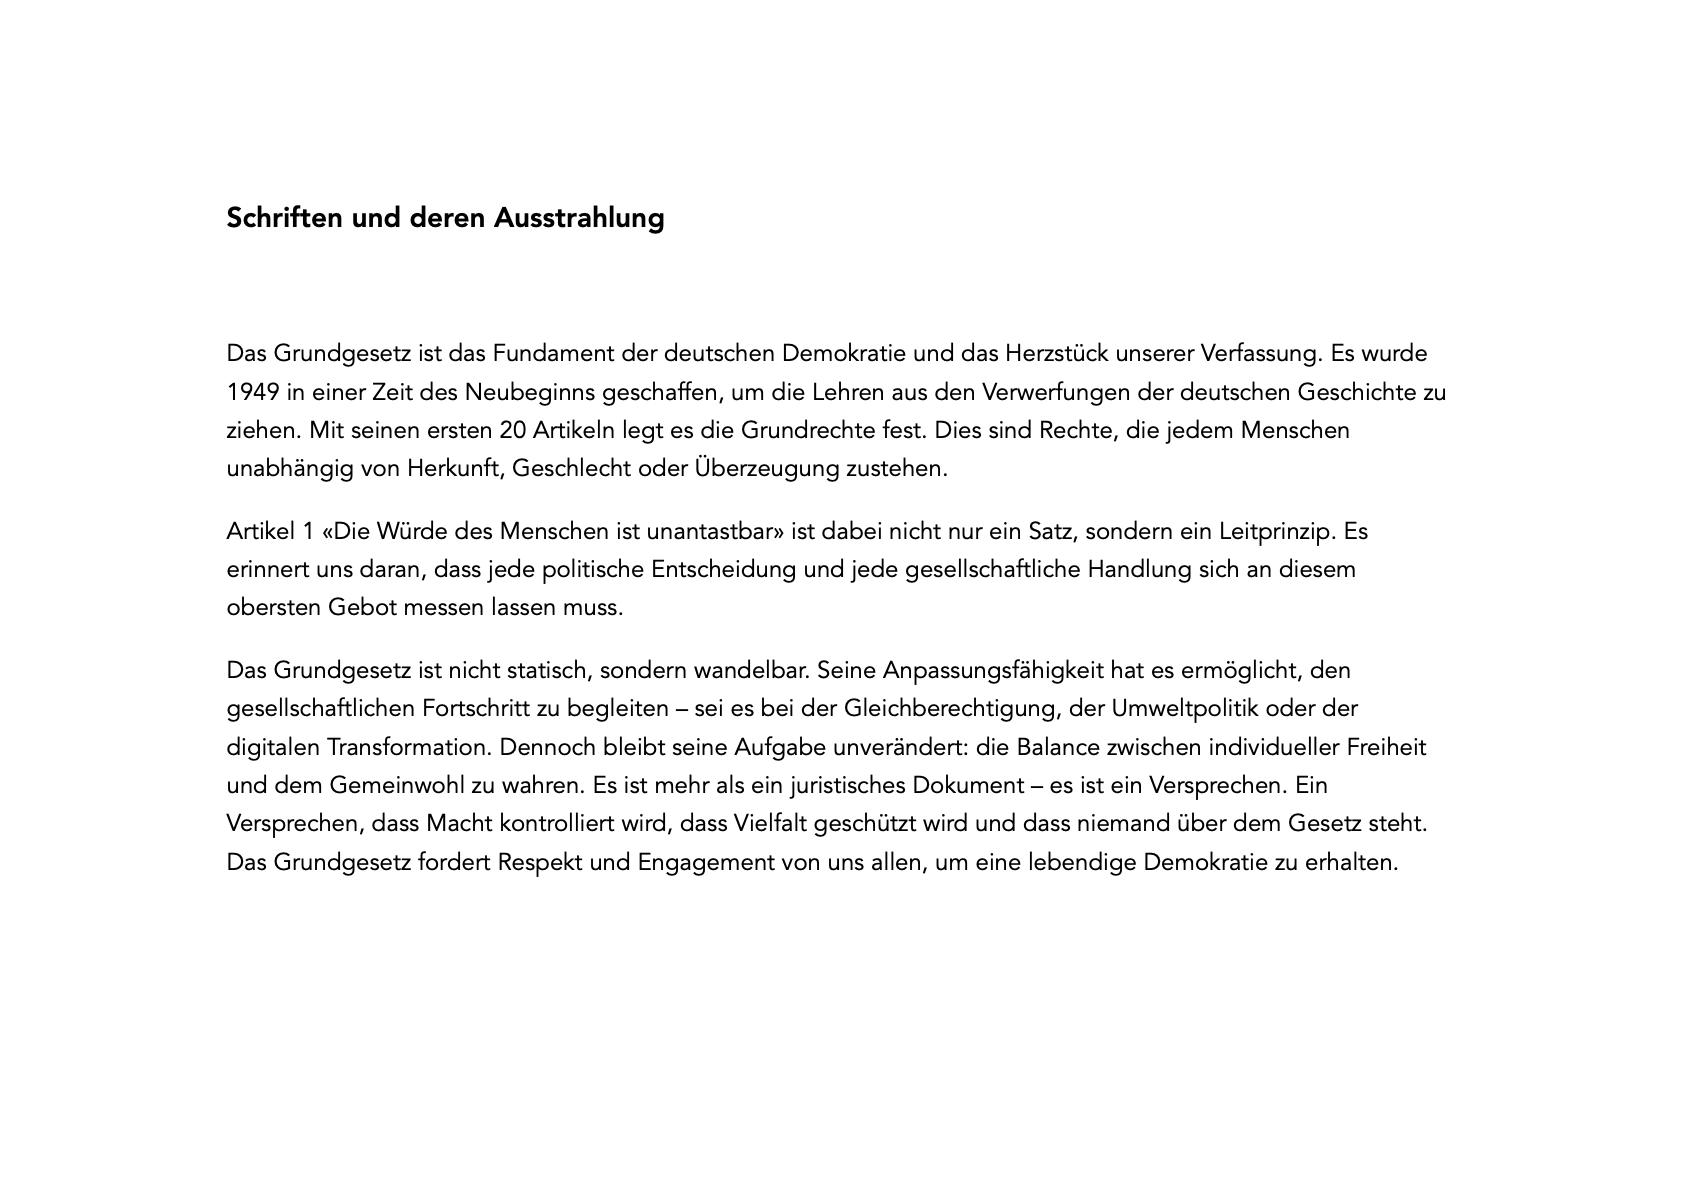 Schriften und deren Ausstrahlung
Das Grundgesetz ist das Fundament der deutschen Demokratie und das Herzstück unserer Verfassung. Es wurde
1949 in einer Zeit des Neubeginns geschaffen, um die Lehren aus den Verwerfungen der deutschen Geschichte zu
ziehen. Mit seinen ersten 20 Artikeln legt es die Grundrechte fest. Dies sind Rechte, die jedem Menschen
unabhängig von Herkunft, Geschlecht oder Überzeugung zustehen.
Artikel 1 «Die Würde des Menschen ist unantastbar» ist dabei nicht nur ein Satz, sondern ein Leitprinzip. Es
erinnert uns daran, dass jede politische Entscheidung und jede gesellschaftliche Handlung sich an diesem
obersten Gebot messen lassen muss.
Das Grundgesetz ist nicht statisch, sondern wandelbar. Seine Anpassungsfähigkeit hat es ermöglicht, den
gesellschaftlichen Fortschritt zu begleiten – sei es bei der Gleichberechtigung, der Umweltpolitik oder der
digitalen Transformation. Dennoch bleibt seine Aufgabe unverändert: die Balance zwischen individueller Freiheit
und dem Gemeinwohl zu wahren. Es ist mehr als ein juristisches Dokument – es ist ein Versprechen. Ein
Versprechen, dass Macht kontrolliert wird, dass Vielfalt geschützt wird und dass niemand über dem Gesetz steht.
Das Grundgesetz fordert Respekt und Engagement von uns allen, um eine lebendige Demokratie zu erhalten.